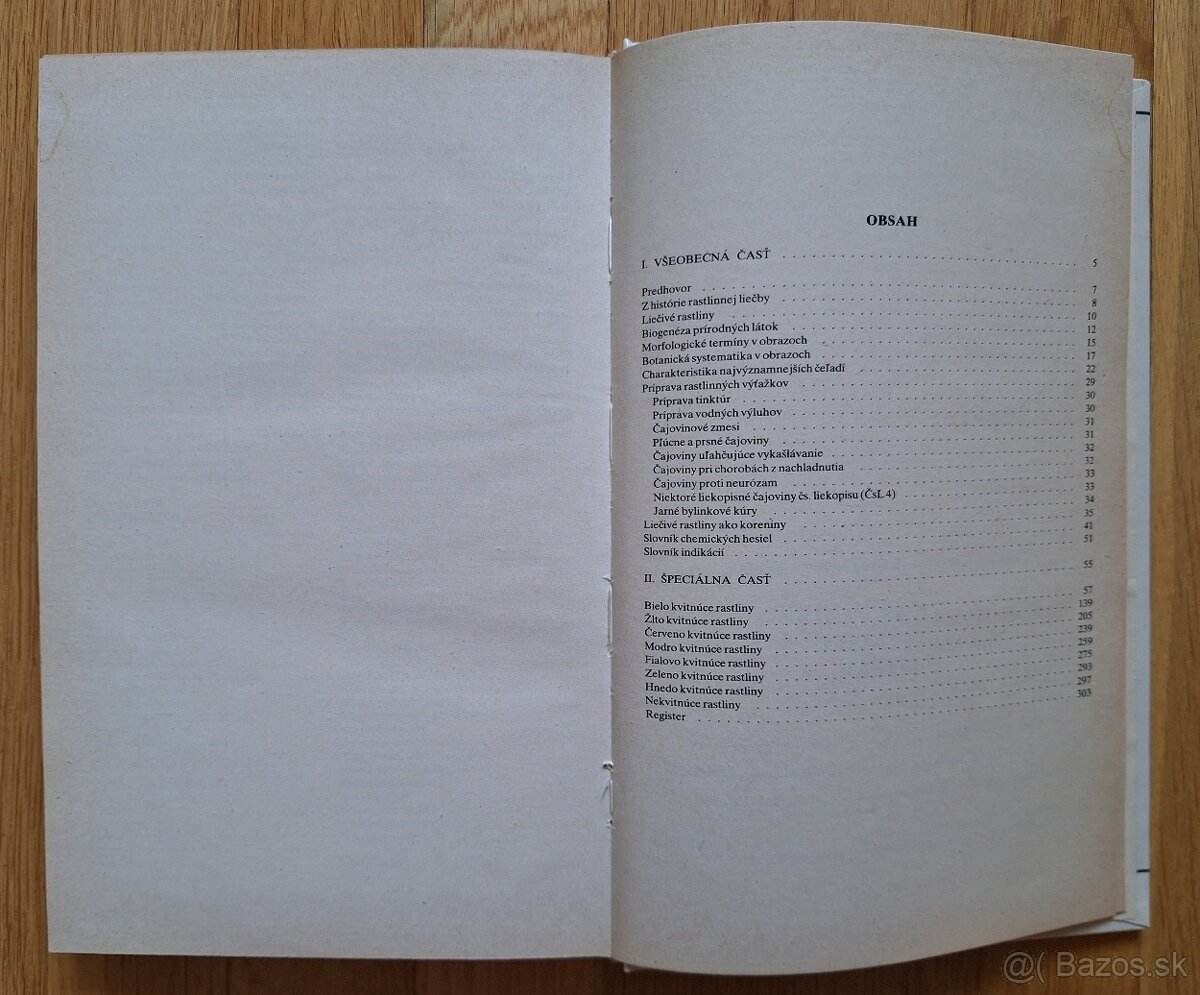 OBSAH
I. VŠEOBECNÁ ČASŤ 5
Predhovor 7
Z histórie rastlinnej liečby 8
Liečivé rastliny 10
Biogenéza prírodných látok 12
Morfologické termíny v obrazoch 15
Botanická systematika v obrazoch 17
Charakteristika najvýznamnejších čeľadí 22
Príprava rastlinných výťažkov 29
Príprava tinktúr 30
Príprava vodných výluhov 30
Čajovinové zmesi 31
Pľúcne a prsné čajoviny 31
Čajoviny uľahčujúce vykašlávanie 32
Čajoviny pri chorobách z nachladnutia 32
Čajoviny proti neurózam 33
Niektoré liekopisné čajoviny čs. liekopisu (ČsL 4) 33
Jarné bylinkové kúry 34
Liečivé rastliny ako koreniny 35
Slovník chemických hesiel 41
Slovník indikácií 51
II. ŠPECIÁLNA ČASŤ 55
Bielo kvitnúce rastliny 57
Žlto kvitnúce rastliny 139
Červeno kvitnúce rastliny 205
Modro kvitnúce rastliny 239
Fialovo kvitnúce rastliny 259
Zeleno kvitnúce rastliny 275
Hnedo kvitnúce rastliny 293
Nekvitnúce rastliny 297
Register 303
@( Bazos.sk